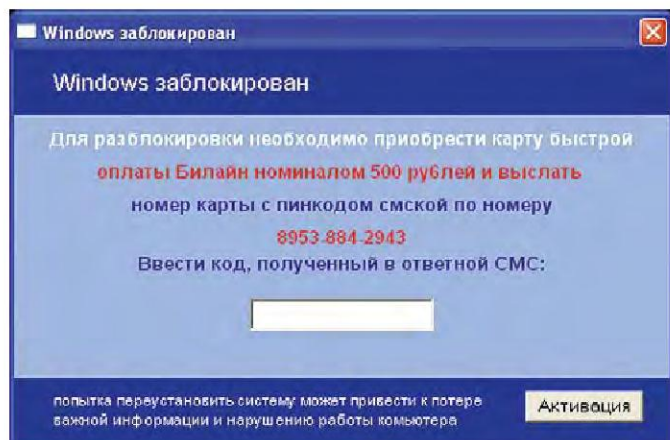 Windows заблокирован
Windows заблокирован
Для разблокировки необходимо приобрести карту быстрой
оплаты Билайн номиналом 500 рублей и выслать
номер карты с пинкодом смской по номеру
8953-884-2943
Ввести код, полученный в ответной СМС:
попытка переустановить систему может привести к потере
важной информации и нарушению работы комьютера
Активация